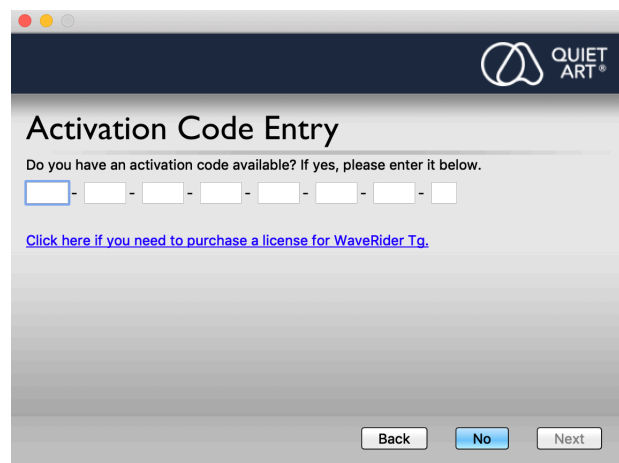 QUIET
ART®
Activation Code Entry
Do you have an activation code available? If yes, please enter it below.
- - - - - - -
Click here if you need to purchase a license for WaveRider Tg.
Back No Next